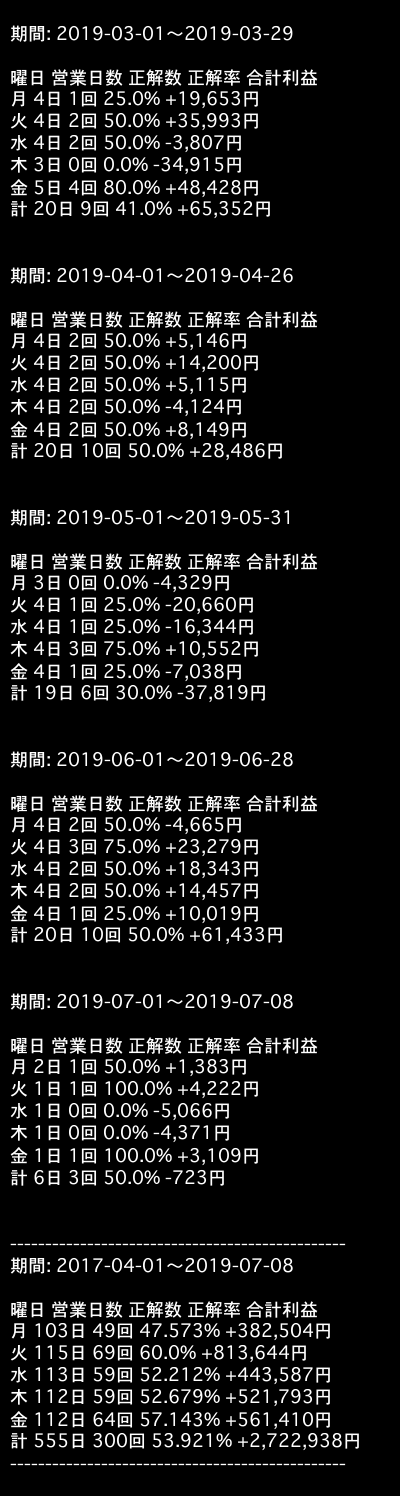 期間: 2019-03-01〜2019-03-29
曜日 営業日数 正解数 正解率 合計利益
月 4日 1回 25.0% +19,653円
火 4日 2回 50.0% +35,993円
水 4日 2回 50.0% -3,807円
木 3日 0回 0.0% -34,915円
金 5日 4回 80.0% +48,428円
計 20日 9回 41.0% +65,352円
期間: 2019-04-01〜2019-04-26
曜日 営業日数 正解数 正解率 合計利益
月 4日 2回 50.0% +5,146円
火 4日 2回 50.0% +14,200円
水 4日 2回 50.0% +5,115円
木 4日 2回 50.0% -4,124円
金 4日 2回 50.0% +8,149円
計 20日 10回 50.0% +28,486円
期間: 2019-05-01〜2019-05-31
曜日 営業日数 正解数 正解率 合計利益
月 3日 0回 0.0% -4,329円
火 4日 1回 25.0% -20,660円
水 4日 1回 25.0% -16,344円
木 4日 3回 75.0% +10,552円
金 4日 1回 25.0% -7,038円
計 19日 6回 30.0% -37,819円
期間: 2019-06-01〜2019-06-28
曜日 営業日数 正解数 正解率 合計利益
月 4日 2回 50.0% -4,665円
火 4日 3回 75.0% +23,279円
水 4日 2回 50.0% +18,343円
木 4日 2回 50.0% +14,457円
金 4日 1回 25.0% +10,019円
計 20日 10回 50.0% +61,433円
期間: 2019-07-01〜2019-07-08
曜日 営業日数 正解数 正解率 合計利益
月 2日 1回 50.0% +1,383円
火 1日 1回 100.0% +4,222円
水 1日 0回 0.0% -5,066円
木 1日 0回 0.0% -4,371円
金 1日 1回 100.0% +3,109円
計 6日 3回 50.0% -723円
------------------------------------------------
期間: 2017-04-01〜2019-07-08
曜日 営業日数 正解数 正解率 合計利益
月 103日 49回 47.573% +382,504円
火 115日 69回 60.0% +813,644円
水 113日 59回 52.212% +443,587円
木 112日 59回 52.679% +521,793円
金 112日 64回 57.143% +561,410円
計 555日 300回 53.921% +2,722,938円
------------------------------------------------